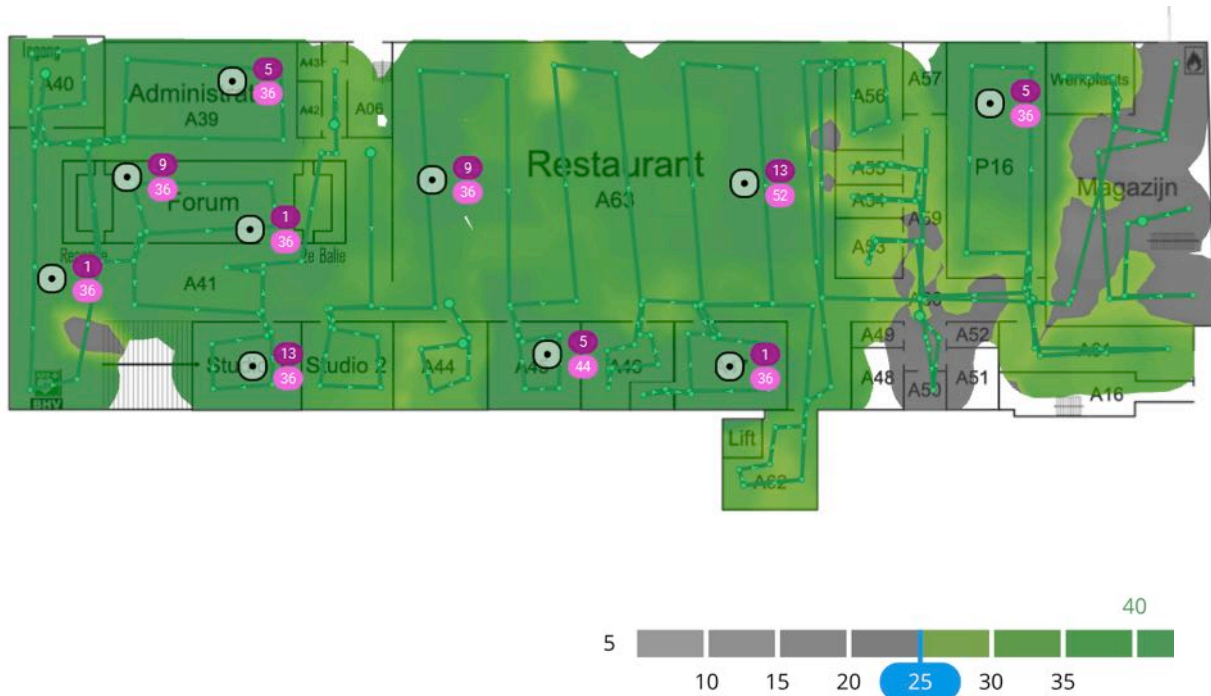 Ingang
A40
Administrat
A39
5
36
A43
A42
A06
Restaurant
A63
9
36
13
52
A56
A57
A55
A54
A53
A59
5
36
P16
Werkplaats
Magazijn
9
36
Forum
1
36
1
36
2e Balie
A41
13
36
Studio 2
A44
5
44
1
36
A49
A48
A50
A52
A51
A61
A16
BHV
Lift
A62
40
5
10
15
20
25
30
35